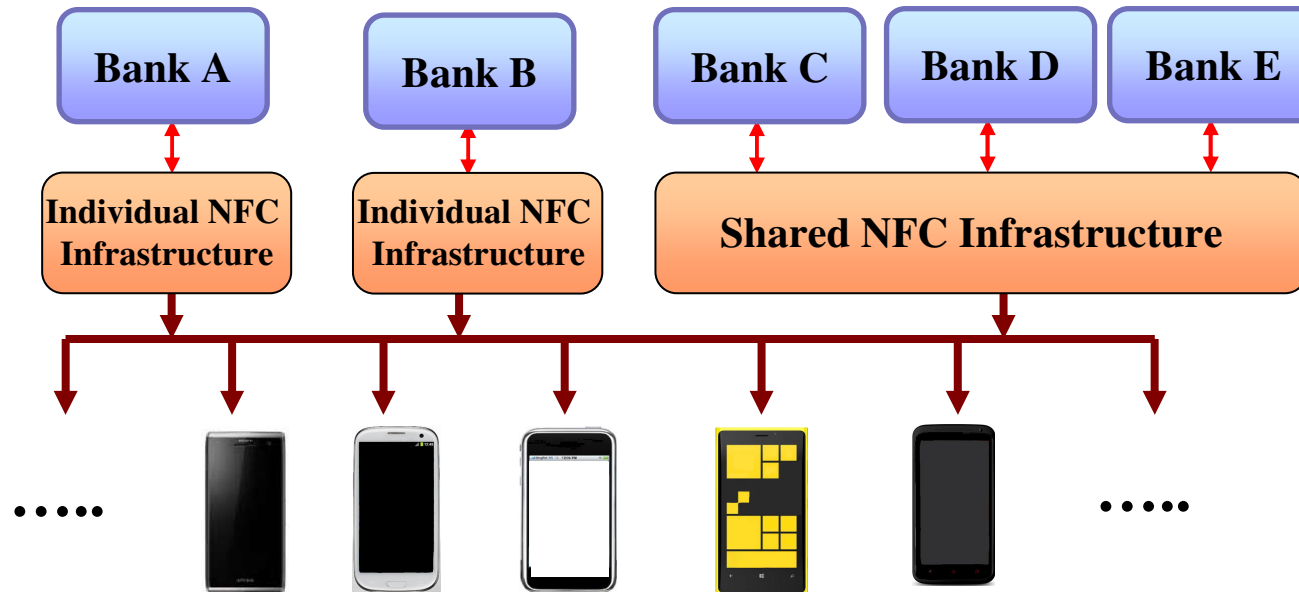 Bank A
Bank B
Bank C
Bank D
Bank E
Individual NFC
Infrastructure
Individual NFC
Infrastructure
Shared NFC Infrastructure